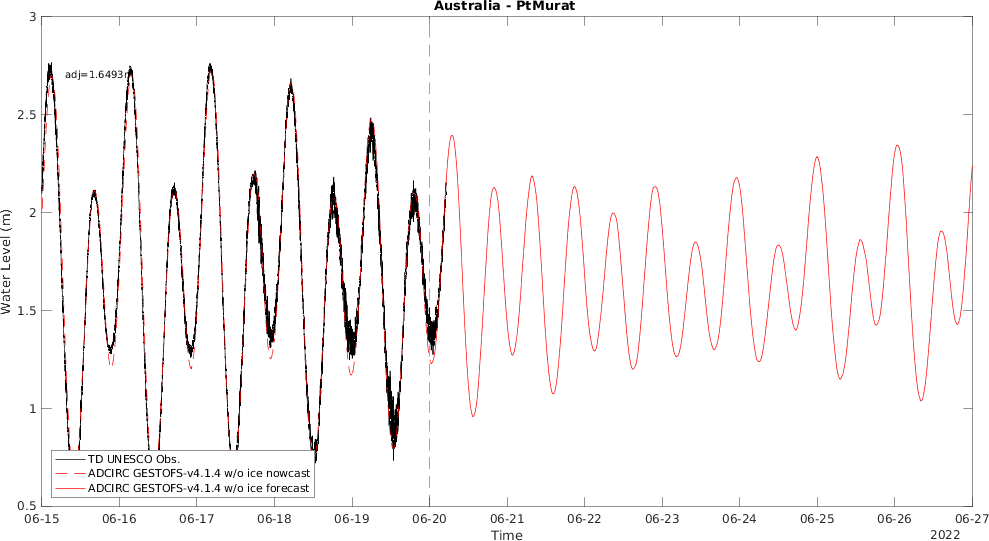 Australia - PtMurat
3
adj=1.6493
2.5
2
Water Level (m)
1.5
1
TD UNESCO Obs.
ADCIRC GESTOFS-v4.1.4 w/o ice nowcast
ADCIRC GESTOFS-v4.1.4 w/o ice forecast
0.5
06-15 06-16 06-17 06-18 06-19 06-20 06-21 06-22 06-23 06-24 06-25 06-26 06-27
Time
2022